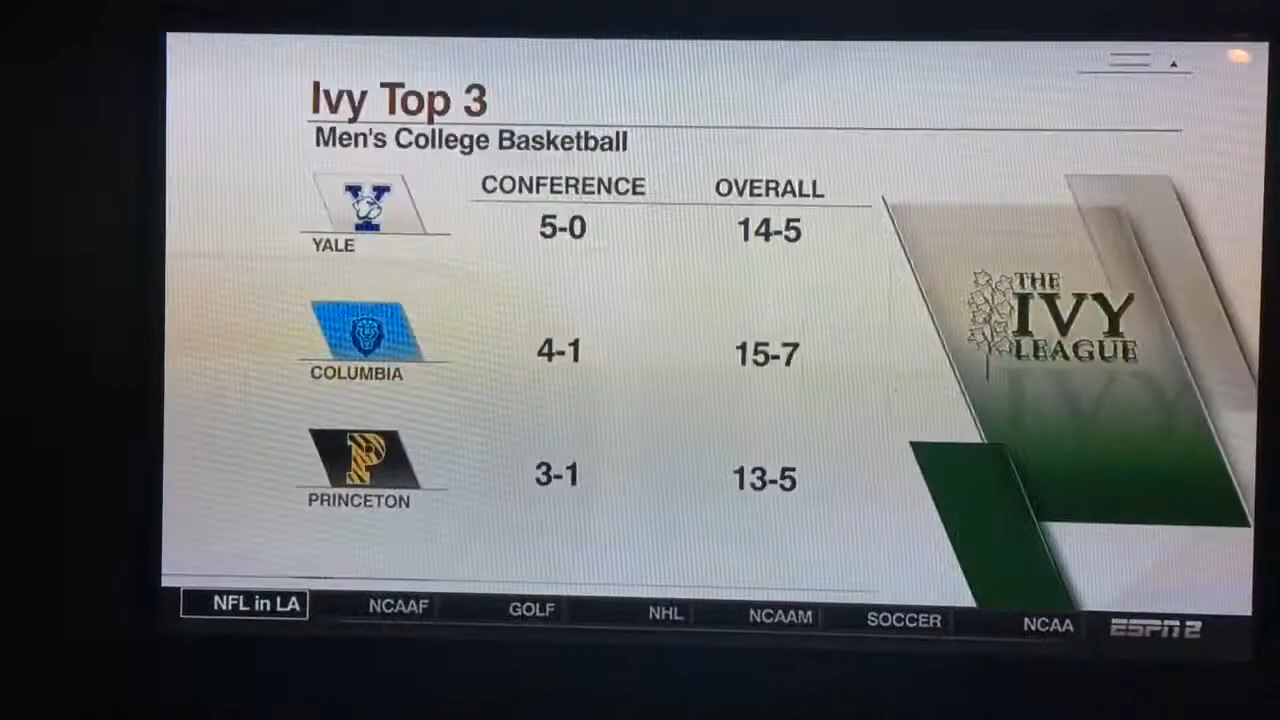 Ivy Top 3
Men's College Basketball
CONFERENCE OVERALL
Y
YALE 5-0 14-5
COLUMBIA 4-1 15-7
P
PRINCETON 3-1 13-5
THE
IVY
LEAGUE
NFL in LA NCAAF GOLF NHL NCAAM SOCCER NCAA ESPN2